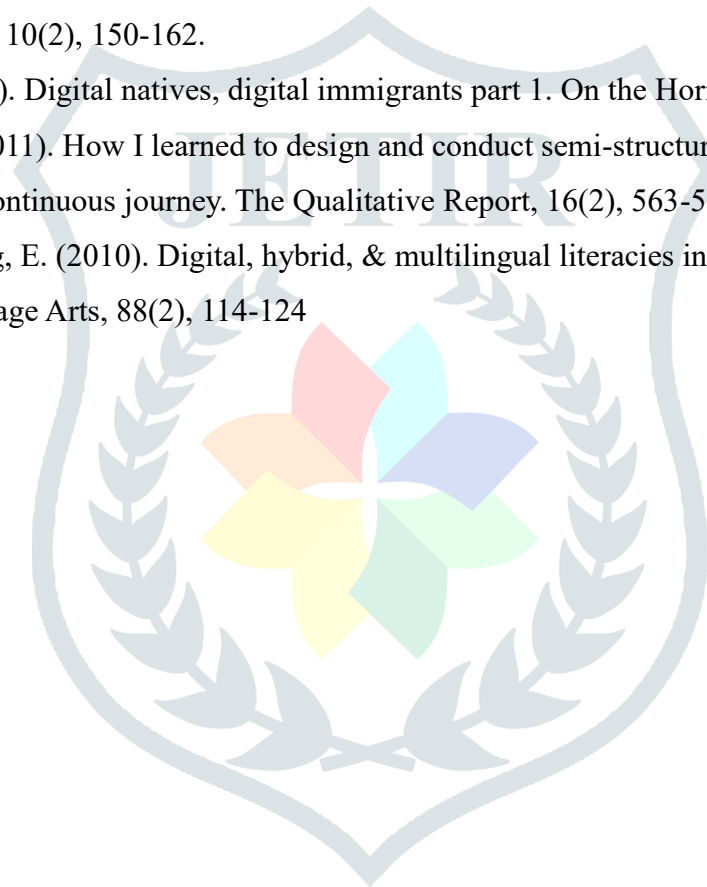 10(2), 150-162.
). Digital natives, digital immigrants part 1. On the Hori
011). How I learned to design and conduct semi-structur
ontinuous journey. The Qualitative Report, 16(2), 563-5
g, E. (2010). Digital, hybrid, & multilingual literacies in
age Arts, 88(2), 114-124
JETIR